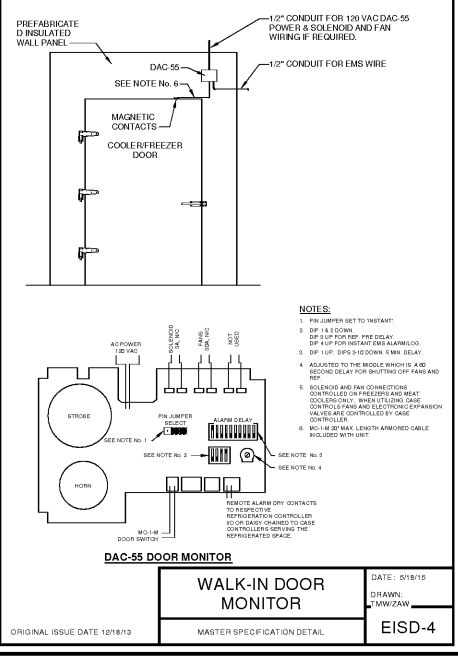 PREFABRICATE
D INSULATED
WALL PANEL
1/2" CONDUIT FOR 120 VAC DAC-55
POWER & SOLENOID AND FAN
WIRING IF REQUIRED.
DAC-55
1/2" CONDUIT FOR EMS WIRE
SEE NOTE No. 6
MAGNETIC
CONTACTS
COOLER/FREEZER
DOOR
NOTES:
1. PIN JUMPER SET TO 'INSTANT'.
2. DIP 1 & 2 DOWN.
DIP 3 UP FOR REF. PRE DELAY.
DIP 4 UP FOR INSTANT EMS ALARM/LOG.
3. DIP 1 UP. DIPS 2-10 DOWN. 5 MIN. DELAY.
4. ADJUSTED TO THE MIDDLE WHICH IS A 60
SECOND DELAY FOR SHUTTING OFF FANS AND
REF.
5. SOLENOID AND FAN CONNECTIONS
CONTROLLED ON FREEZERS AND MEAT
COOLERS ONLY. WHEN UTILIZING CASE
CONTROLS FANS AND ELECTRONIC EXPANSION
VALVES ARE CONTROLLED BY CASE
CONTROLLER.
6. MC-1-M 20" MAX. LENGTH ARMORED CABLE
INCLUDED WITH UNIT.
AC POWER
120 VAC
SOLENOID
N/C
FANS
N/C
NOT
USED
STROBE
PIN JUMPER
SELECT
ALARM DELAY
SEE NOTE No. 1
SEE NOTE No. 2
SEE NOTE No. 3
SEE NOTE No. 4
HORN
MC-1-M
DOOR SWITCH
REMOTE ALARM DRY CONTACTS
TO RESPECTIVE
REFRIGERATION CONTROLLER
I/O OR DAISY CHAINED TO CASE
CONTROLLERS SERVING THE
REFRIGERATED SPACE.
DAC-55 DOOR MONITOR
WALK-IN DOOR
MONITOR
DATE: 5/18/15
DRAWN:
TMW/ZAW
ORIGINAL ISSUE DATE 12/18/13
MASTER SPECIFICATION DETAIL
EISD-4